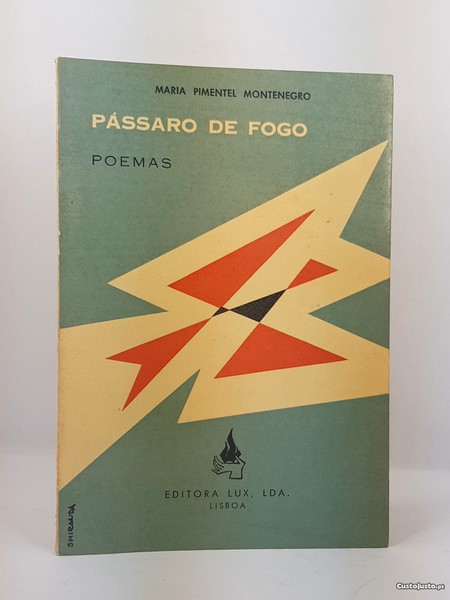 MARIA PIMENTEL MONTENEGRO
PÁSSARO DE FOGO
POEMAS
EDITORA LUX, LDA.
LISBOA
CustoJusto.pt